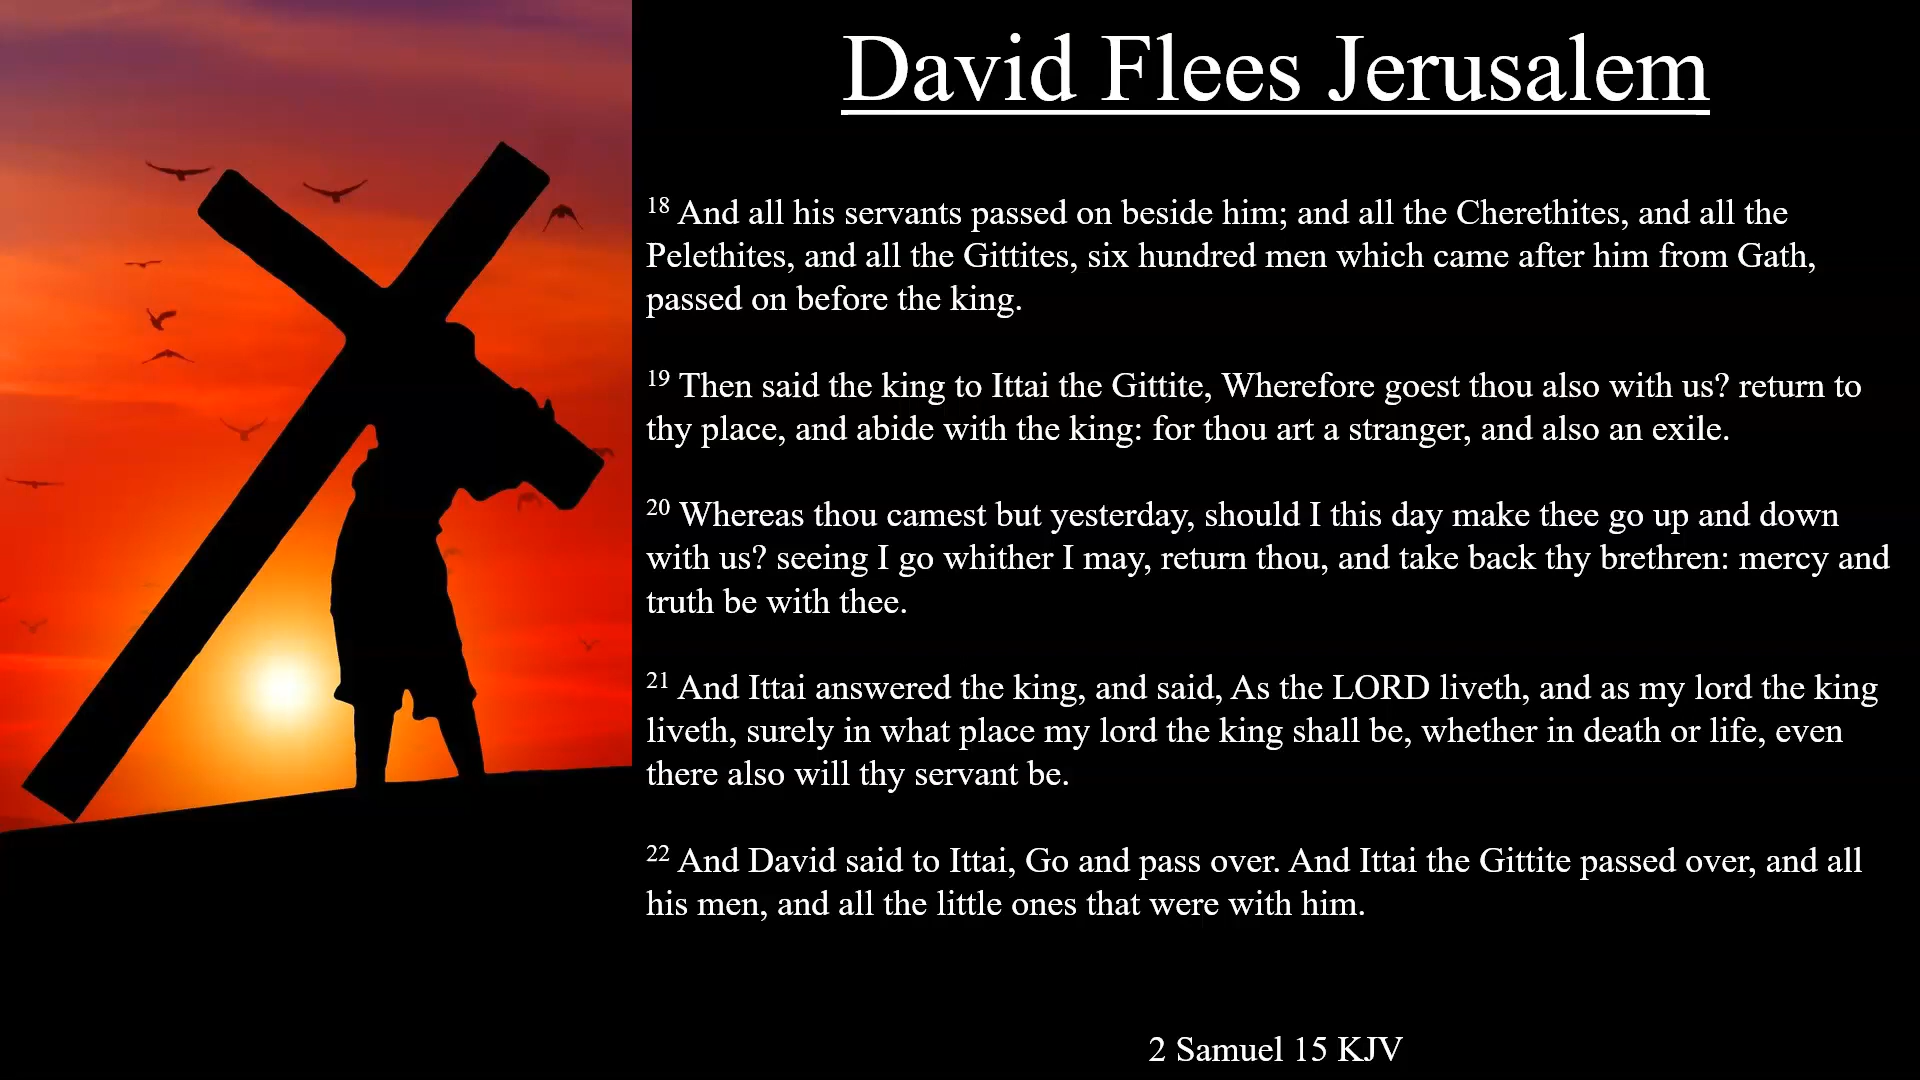 David Flees Jerusalem
18 And all his servants passed on beside him; and all the Cherethites, and all the
Pelethites, and all the Gittites, six hundred men which came after him from Gath,
passed on before the king.
19 Then said the king to Ittai the Gittite, Wherefore goest thou also with us? return to
thy place, and abide with the king: for thou art a stranger, and also an exile.
20 Whereas thou camest but yesterday, should I this day make thee go up and down
with us? seeing I go whither I may, return thou, and take back thy brethren: mercy and
truth be with thee.
21 And Ittai answered the king, and said, As the LORD liveth, and as my lord the king
liveth, surely in what place my lord the king shall be, whether in death or life, even
there also will thy servant be.
22 And David said to Ittai, Go and pass over. And Ittai the Gittite passed over, and all
his men, and all the little ones that were with him.
2 Samuel 15 KJV